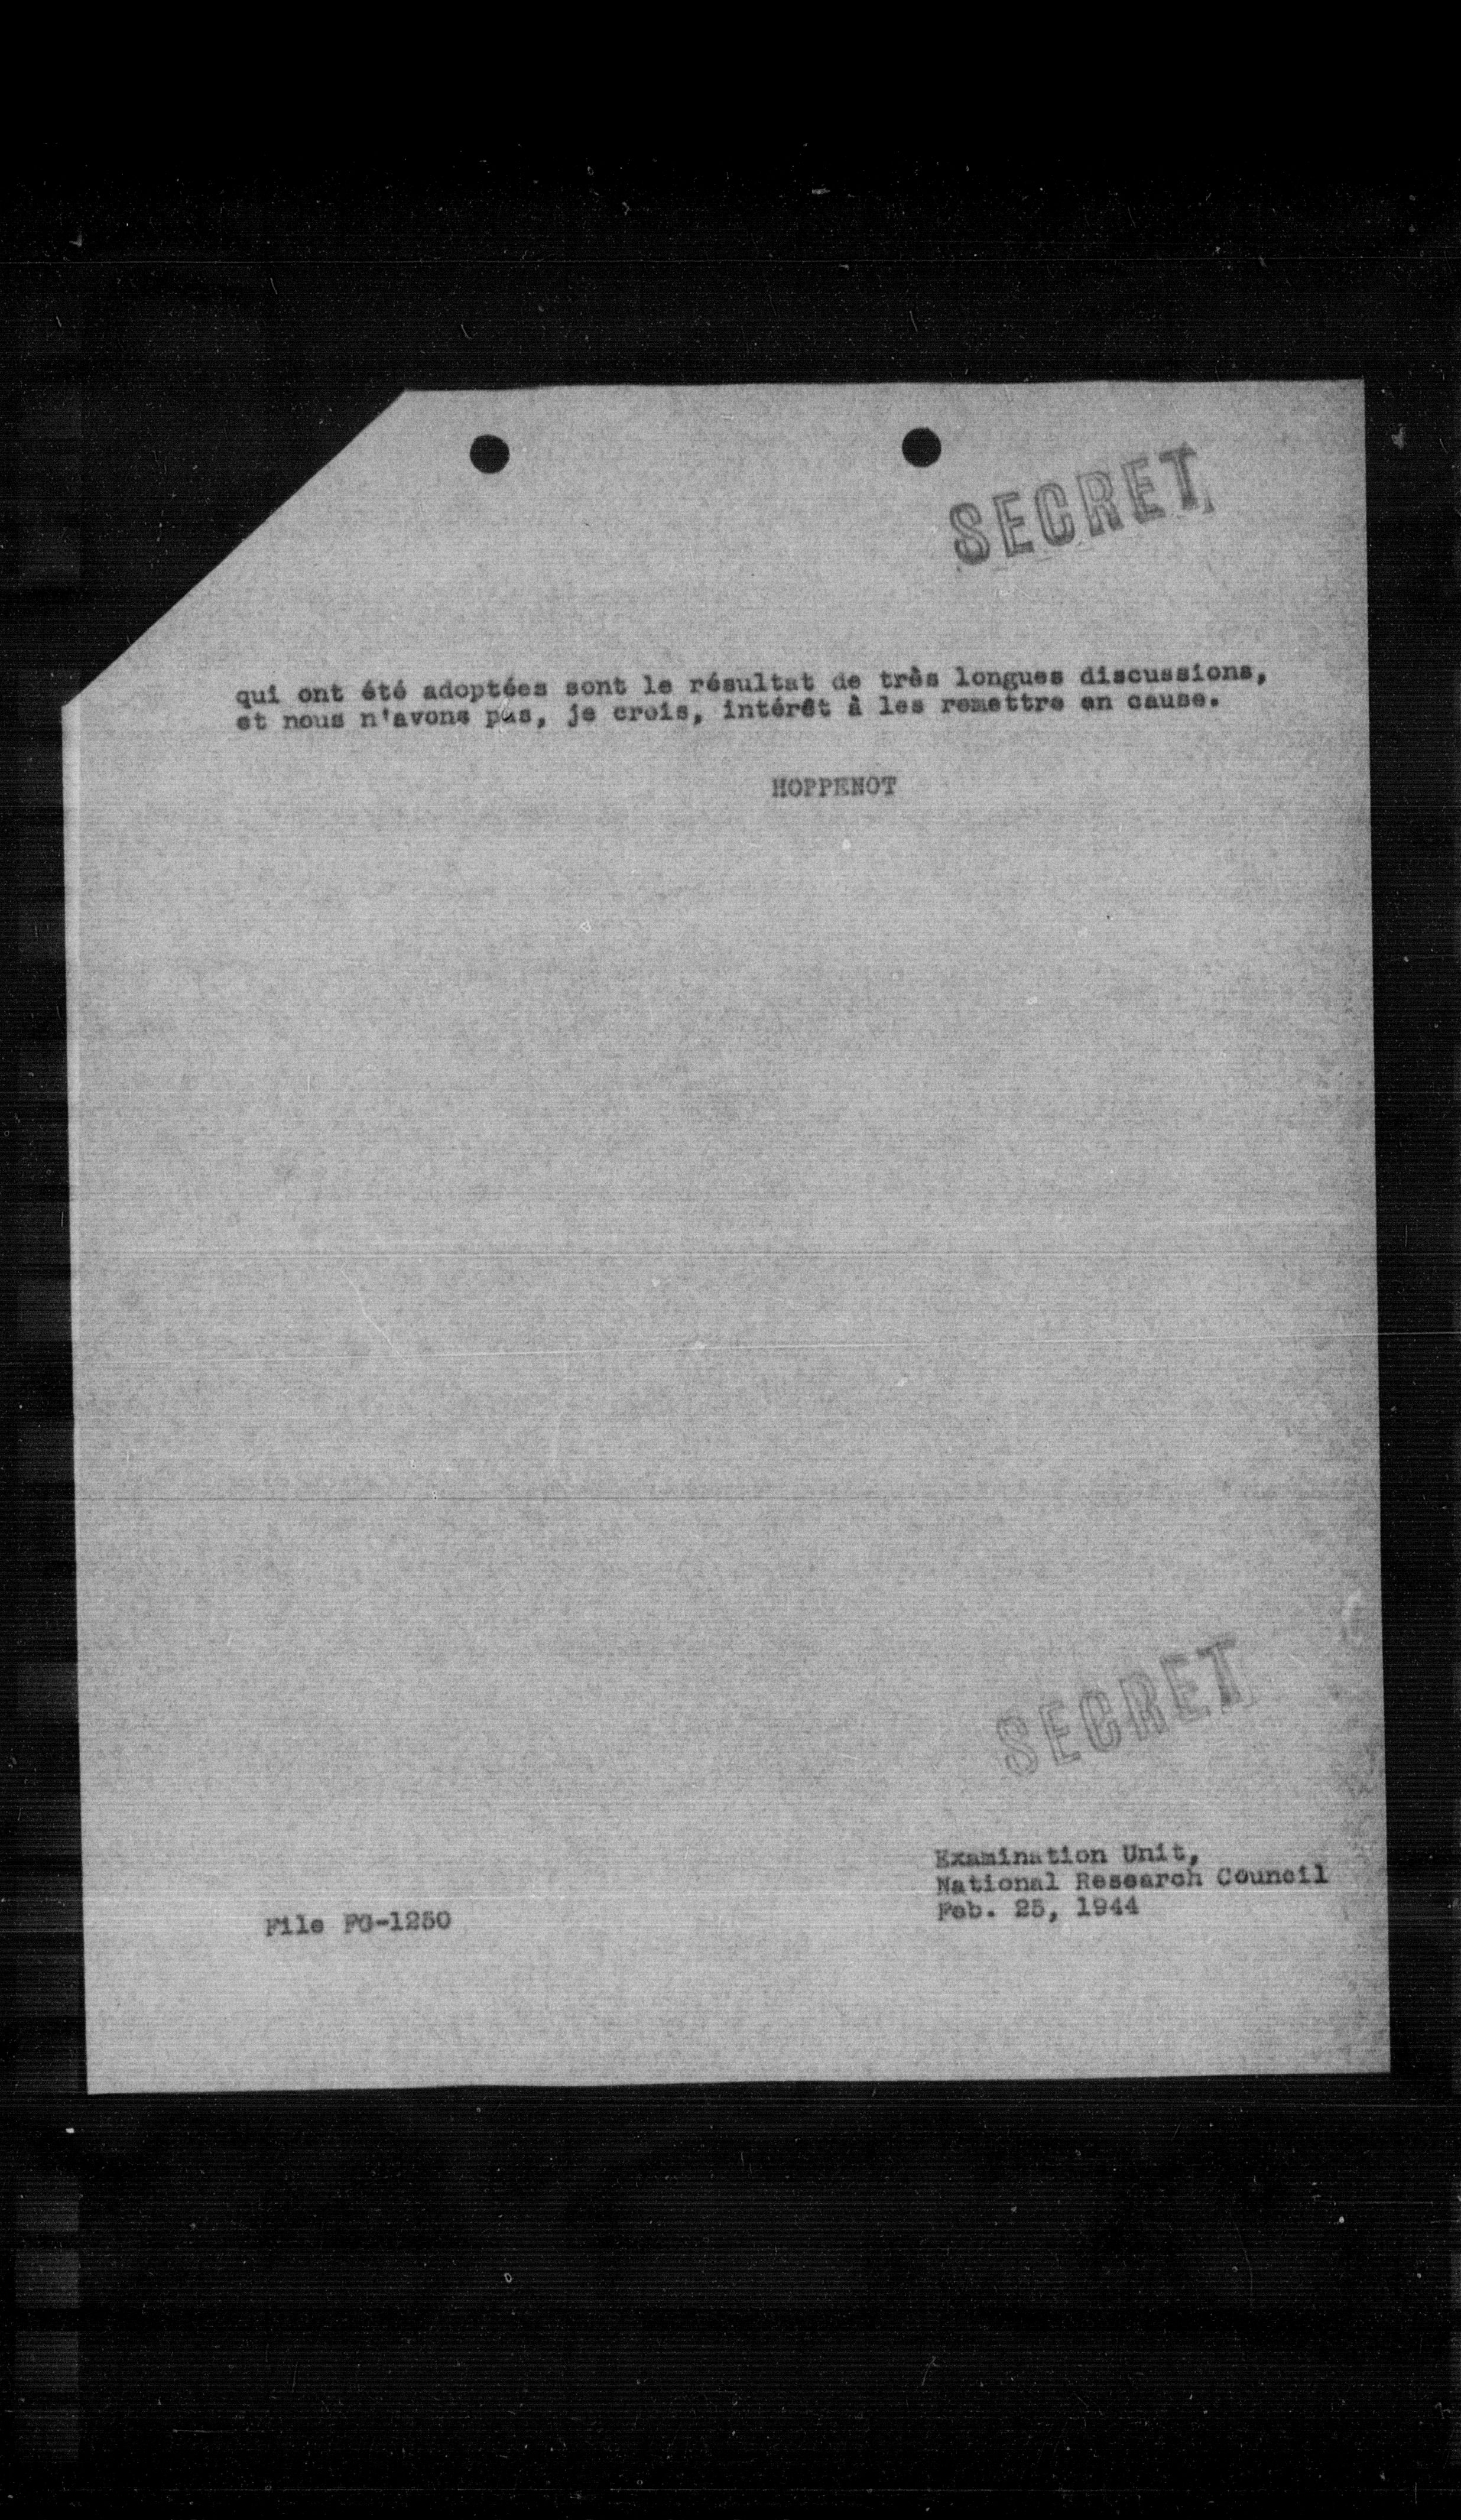 SECRET
qui ont été adoptées sont le résultat de très longues discussions,
et nous n'avons pas, je crois, intérêt à les remettre en cause.
HOPPENOT
SECRET
Examination Unit,
National Research Council
Feb. 25, 1944
File FG-1250